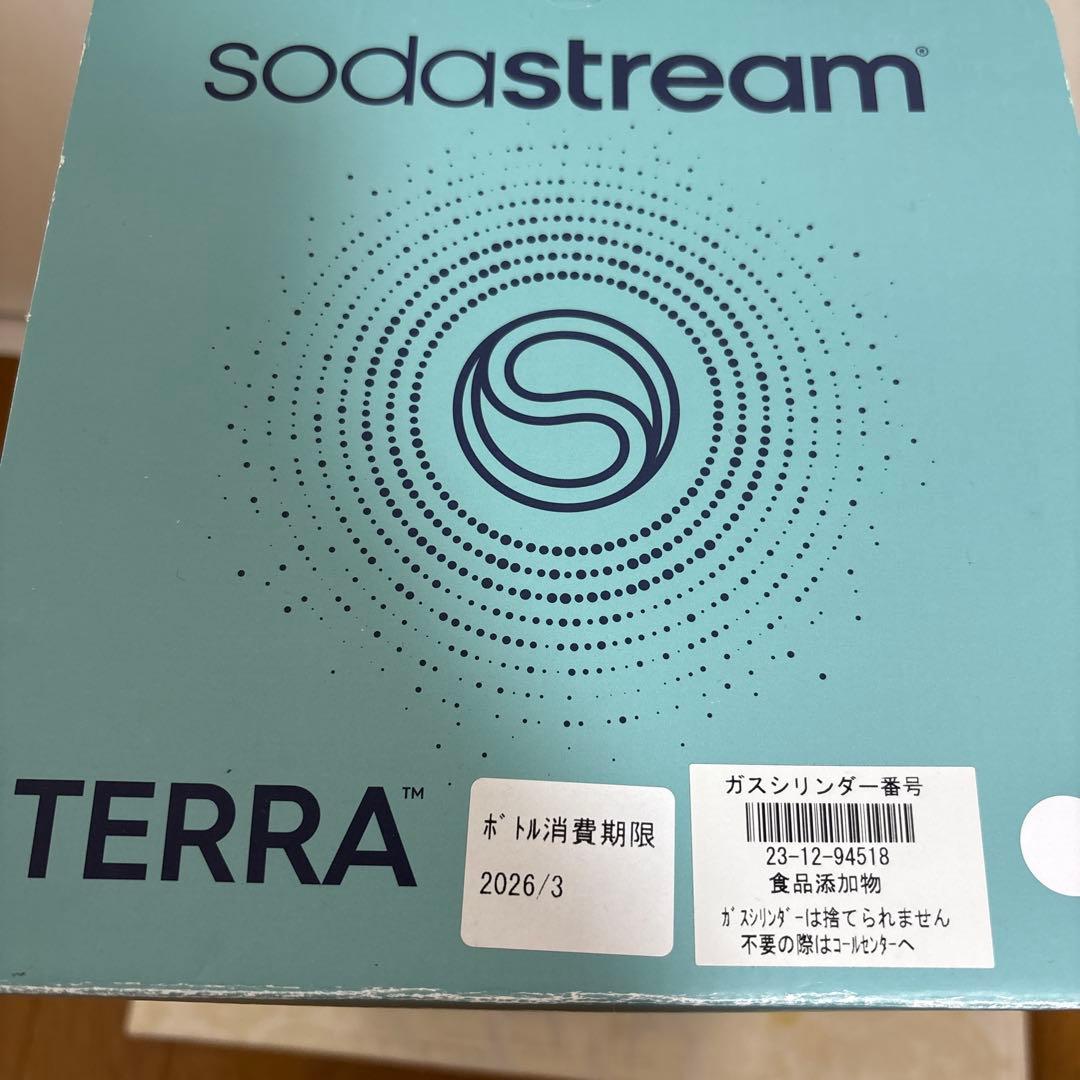 sodastream®
TERRA™
ﾎﾞﾄﾙ消費期限
2026/3
ガスシリンダー番号
23-12-94518
食品添加物
ｶﾞｽｼﾘﾝﾀﾞｰは捨てられません
不要の際はｺｰﾙｾﾝﾀｰへ